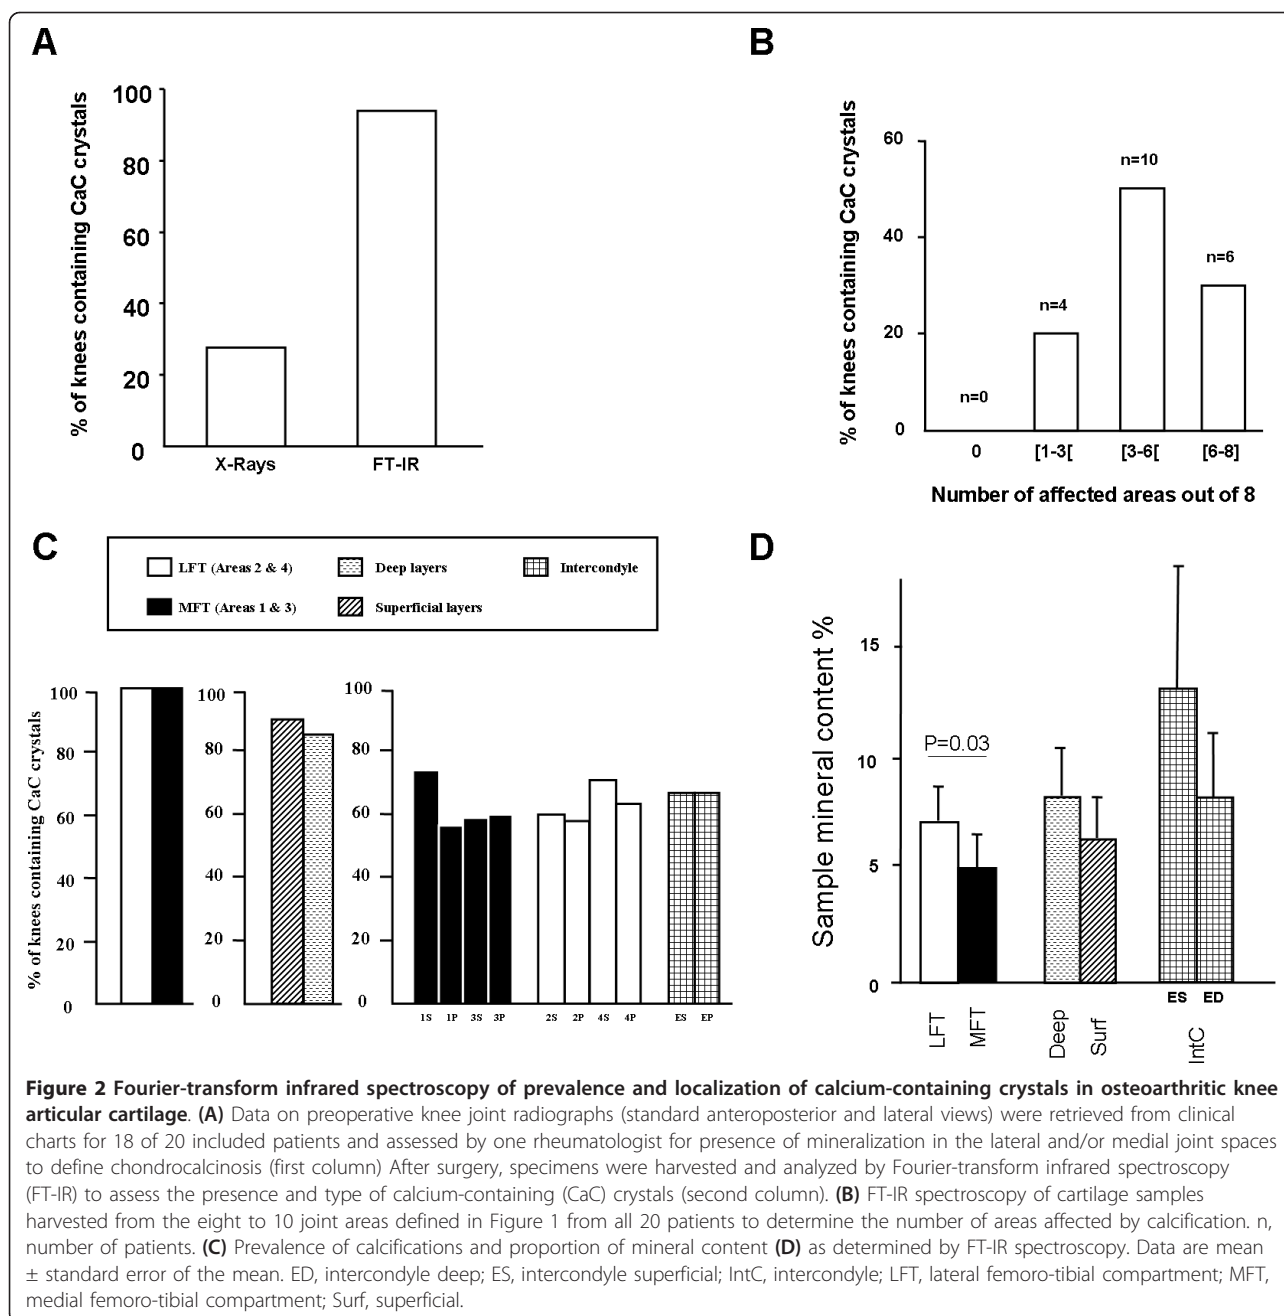 A
% of knees containing CaC crystals
100
80
60
40
20
0
X-Rays
FT-IR
B
% of knees containing CaC crystals
60
40
20
0
n=0
n=4
n=10
n=6
0
[1-3[
[3-6[
[6-8]
Number of affected areas out of 8
C
LFT (Areas 2 & 4)
Deep layers
Intercondyle
MFT (Areas 1 & 3)
Superficial layers
% of knees containing CaC crystals
100
80
60
40
20
0
100
80
60
40
20
0
100
80
60
40
20
0
1S 1P 3S 3P
2S 2P 4S 4P
ES EP
D
Sample mineral content %
15
10
5
0
P=0.03
ES ED
LFT
MFT
Deep
Surf
IntC
Figure 2 Fourier-transform infrared spectroscopy of prevalence and localization of calcium-containing crystals in osteoarthritic knee
articular cartilage. (A) Data on preoperative knee joint radiographs (standard anteroposterior and lateral views) were retrieved from clinical
charts for 18 of 20 included patients and assessed by one rheumatologist for presence of mineralization in the lateral and/or medial joint spaces
to define chondrocalcinosis (first column) After surgery, specimens were harvested and analyzed by Fourier-transform infrared spectroscopy
(FT-IR) to assess the presence and type of calcium-containing (CaC) crystals (second column). (B) FT-IR spectroscopy of cartilage samples
harvested from the eight to 10 joint areas defined in Figure 1 from all 20 patients to determine the number of areas affected by calcification. n,
number of patients. (C) Prevalence of calcifications and proportion of mineral content (D) as determined by FT-IR spectroscopy. Data are mean
± standard error of the mean. ED, intercondyle deep; ES, intercondyle superficial; IntC, intercondyle; LFT, lateral femoro-tibial compartment; MFT,
medial femoro-tibial compartment; Surf, superficial.